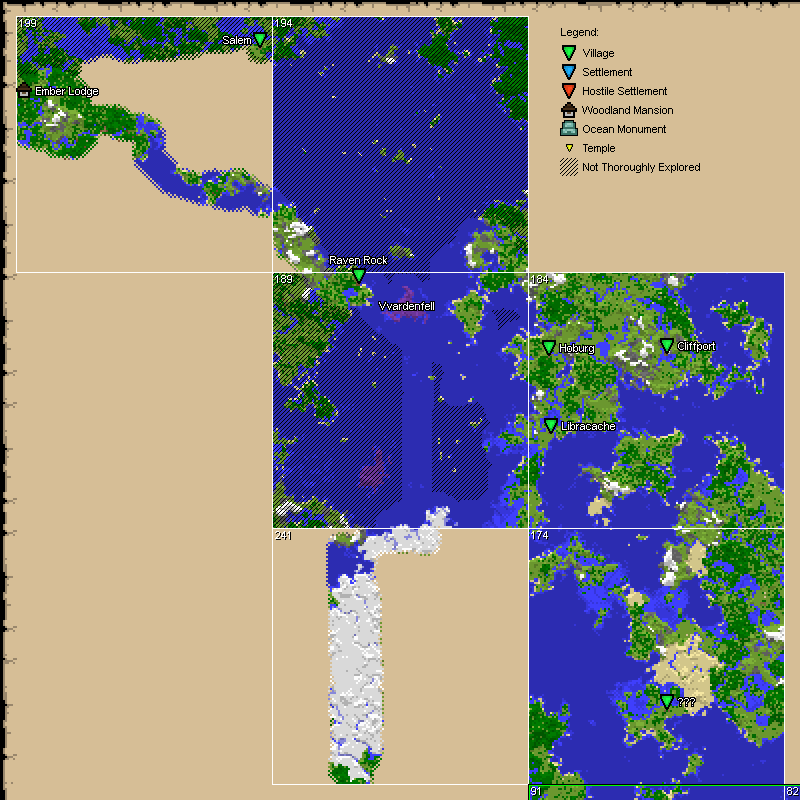 199
194
Salem
Ember Lodge
Legend:
Village
Settlement
Hostile Settlement
Woodland Mansion
Ocean Monument
Temple
Not Thoroughly Explored
Raven Rock
189
184
Vvardenfell
Hoburg
Cliffport
Libracache
241
174
???
91
82